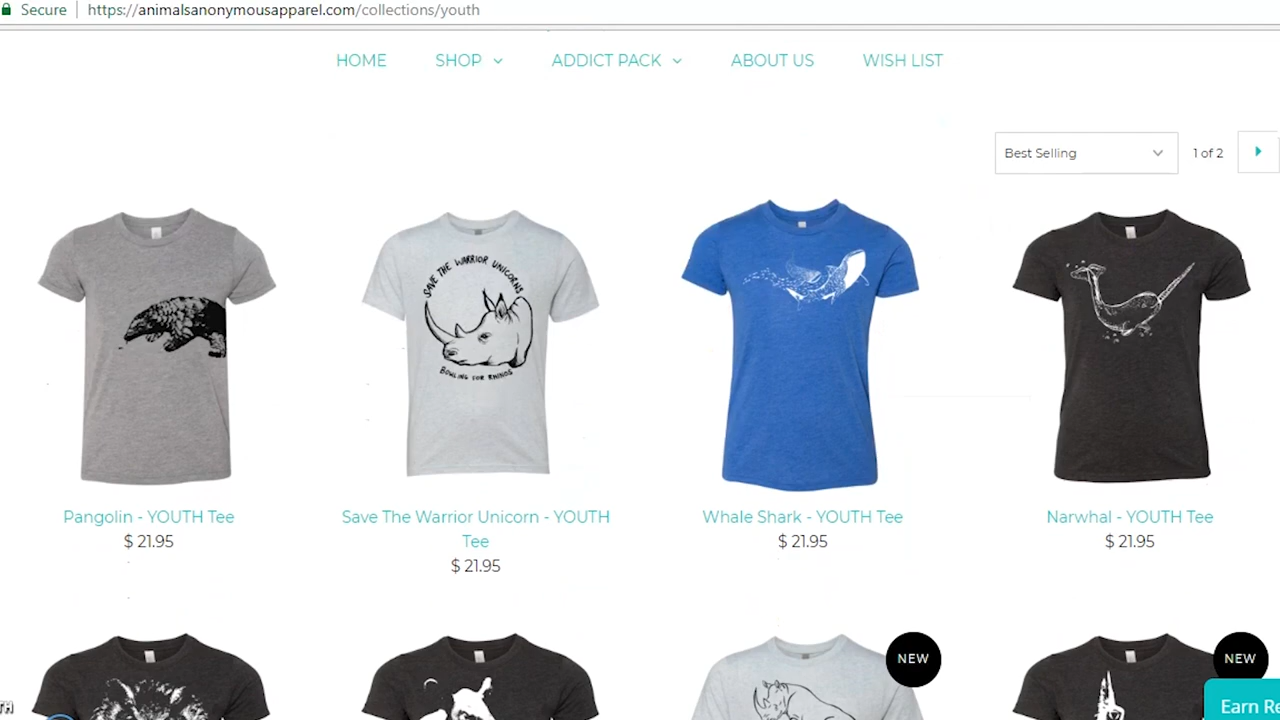 Secure https://animalsanonymousapparel.com/collections/youth
HOME SHOP ADDICT PACK ABOUT US WISH LIST
Best Selling 1 of 2
SAVE THE WARRIOR UNICORNS
BOWLING FOR RHINOS
Pangolin - YOUTH Tee
$ 21.95
Save The Warrior Unicorn - YOUTH
Tee
$ 21.95
Whale Shark - YOUTH Tee
$ 21.95
Narwhal - YOUTH Tee
$ 21.95
NEW
NEW
Earn